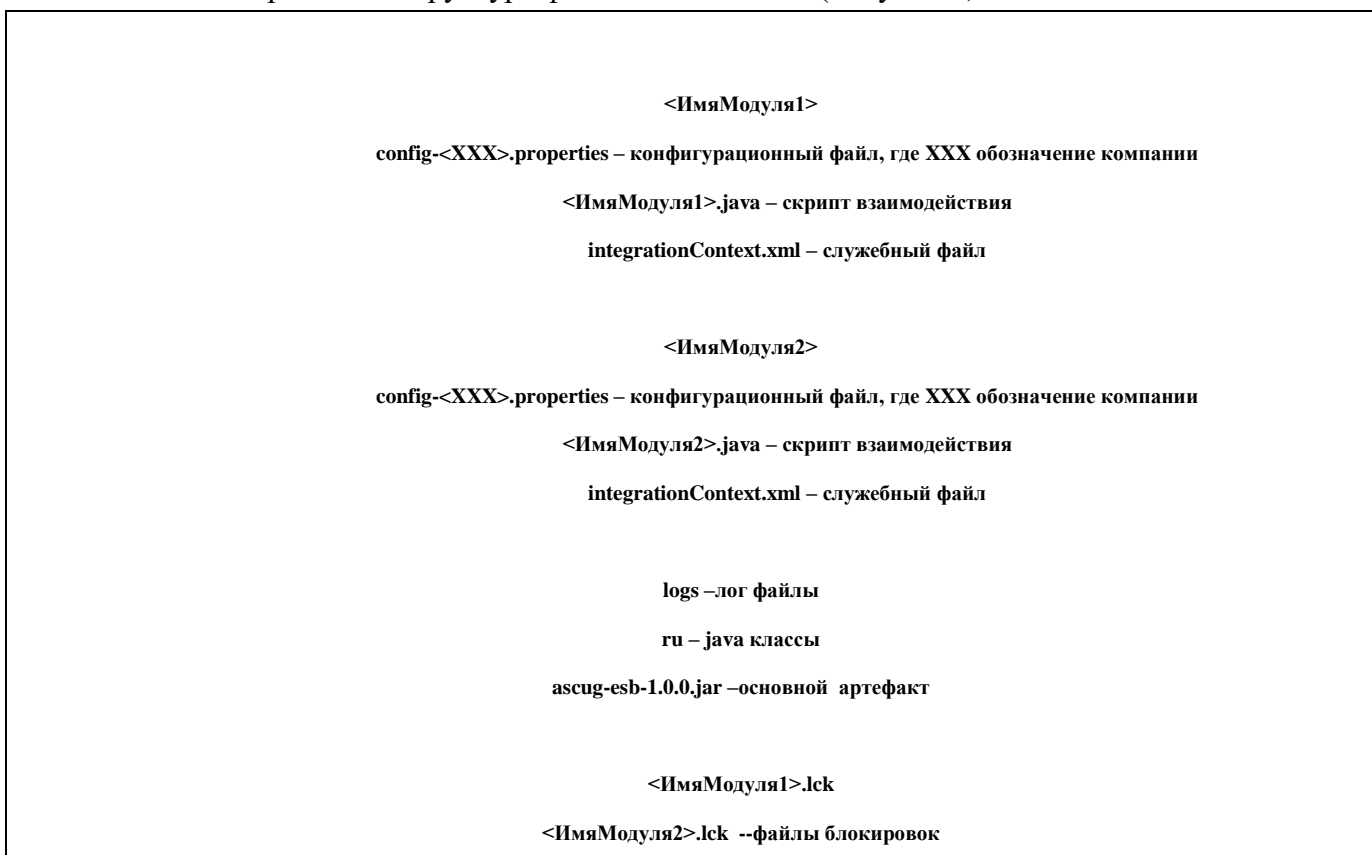 <ИмяМодуля1>
config-<XXX>.properties – конфигурационный файл, где XXX обозначение компании
<ИмяМодуля1>.java – скрипт взаимодействия
integrationContext.xml – служебный файл
<ИмяМодуля2>
config-<XXX>.properties – конфигурационный файл, где XXX обозначение компании
<ИмяМодуля2>.java – скрипт взаимодействия
integrationContext.xml – служебный файл
logs –лог файлы
ru – java классы
ascug-esb-1.0.0.jar –основной артефакт
<ИмяМодуля1>.lck
<ИмяМодуля2>.lck --файлы блокировок